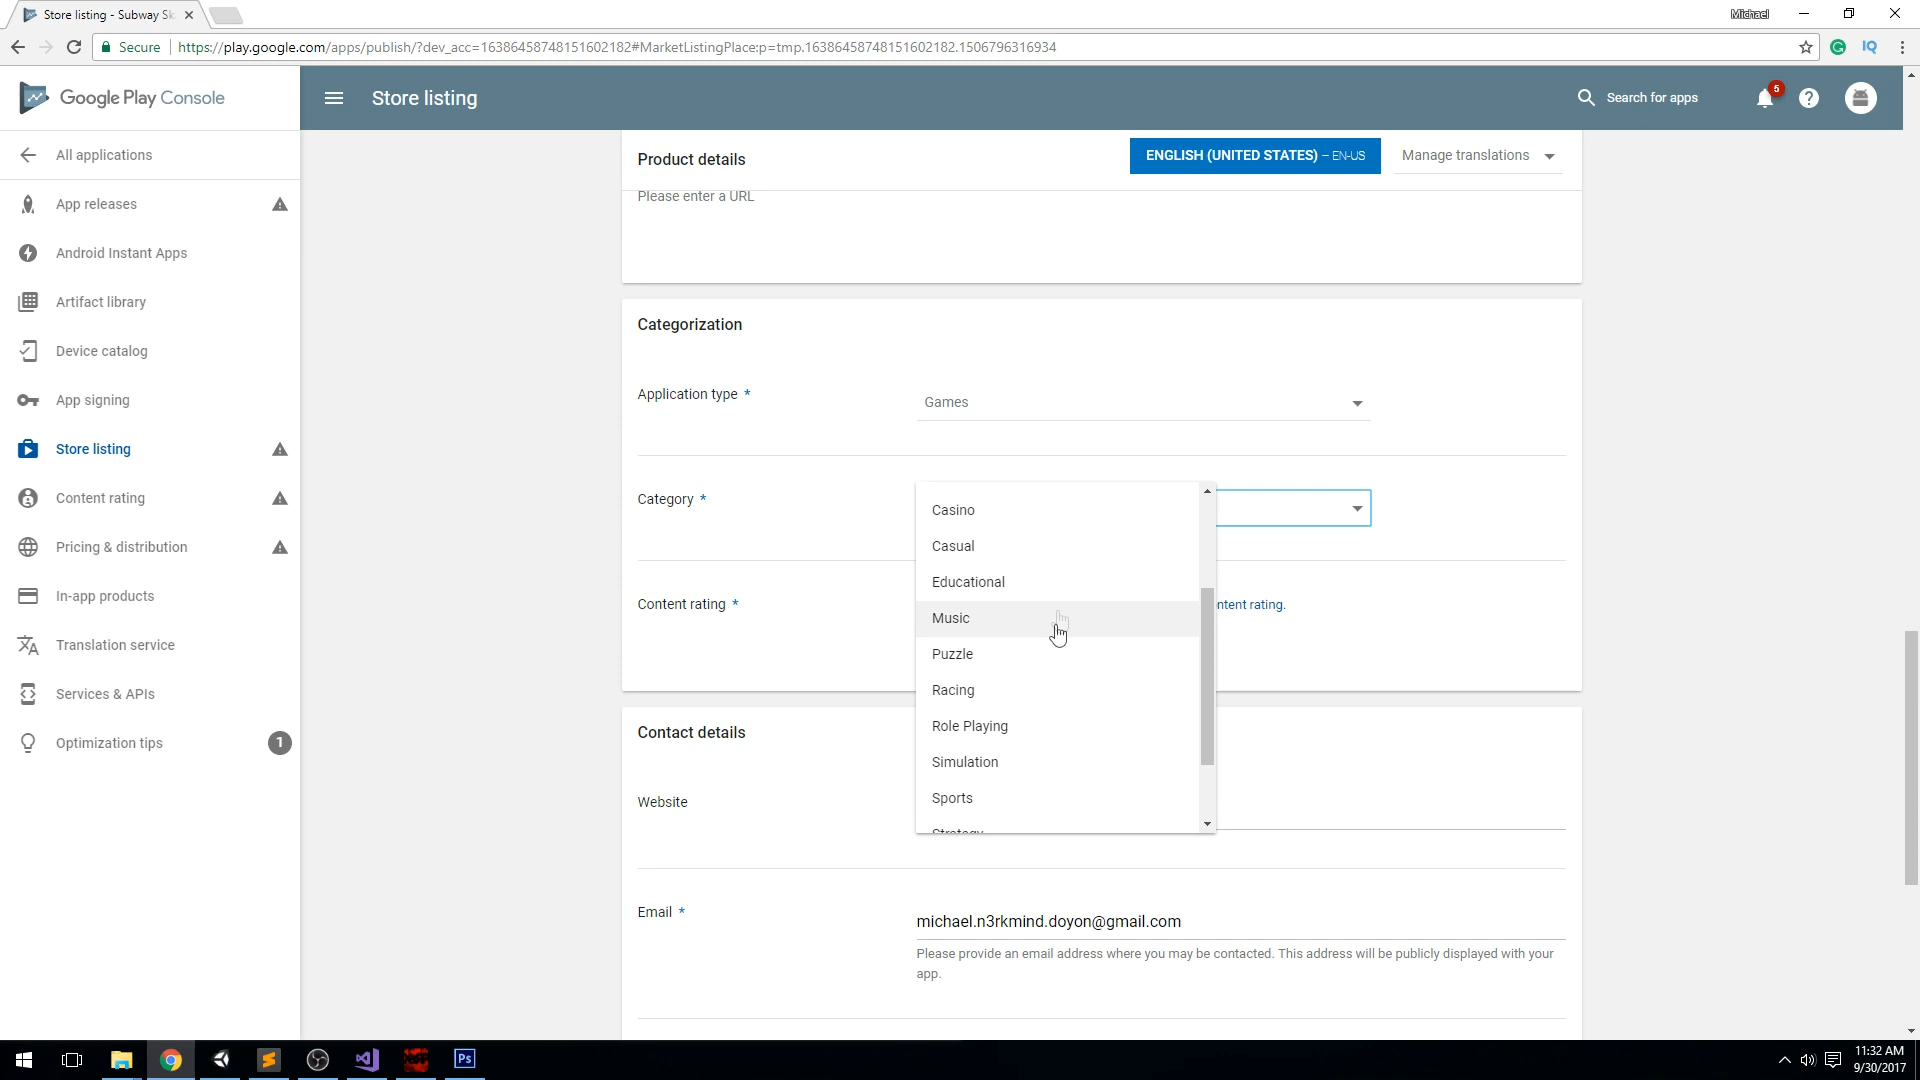 Store listing - Subway Sk
Michael
Secure
https://play.google.com/apps/publish/?dev_acc=16386458748151602182#MarketListingPlace:p=tmp.16386458748151602182.1506796316934
IQ
Google Play Console
Store listing
Search for apps
5
All applications
App releases
Android Instant Apps
Artifact library
Device catalog
App signing
Store listing
Content rating
Pricing & distribution
In-app products
Translation service
Services & APIs
Optimization tips
1
Product details
ENGLISH (UNITED STATES) – EN-US
Manage translations
Please enter a URL
Categorization
Application type *
Games
Category *
Casino
Casual
Educational
Music
Puzzle
Racing
Role Playing
Simulation
Sports
Strategy
Content rating *
ntent rating.
Contact details
Website
Email *
michael.n3rkmind.doyon@gmail.com
Please provide an email address where you may be contacted. This address will be publicly displayed with your
app.
Ps
11:32 AM
9/30/2017